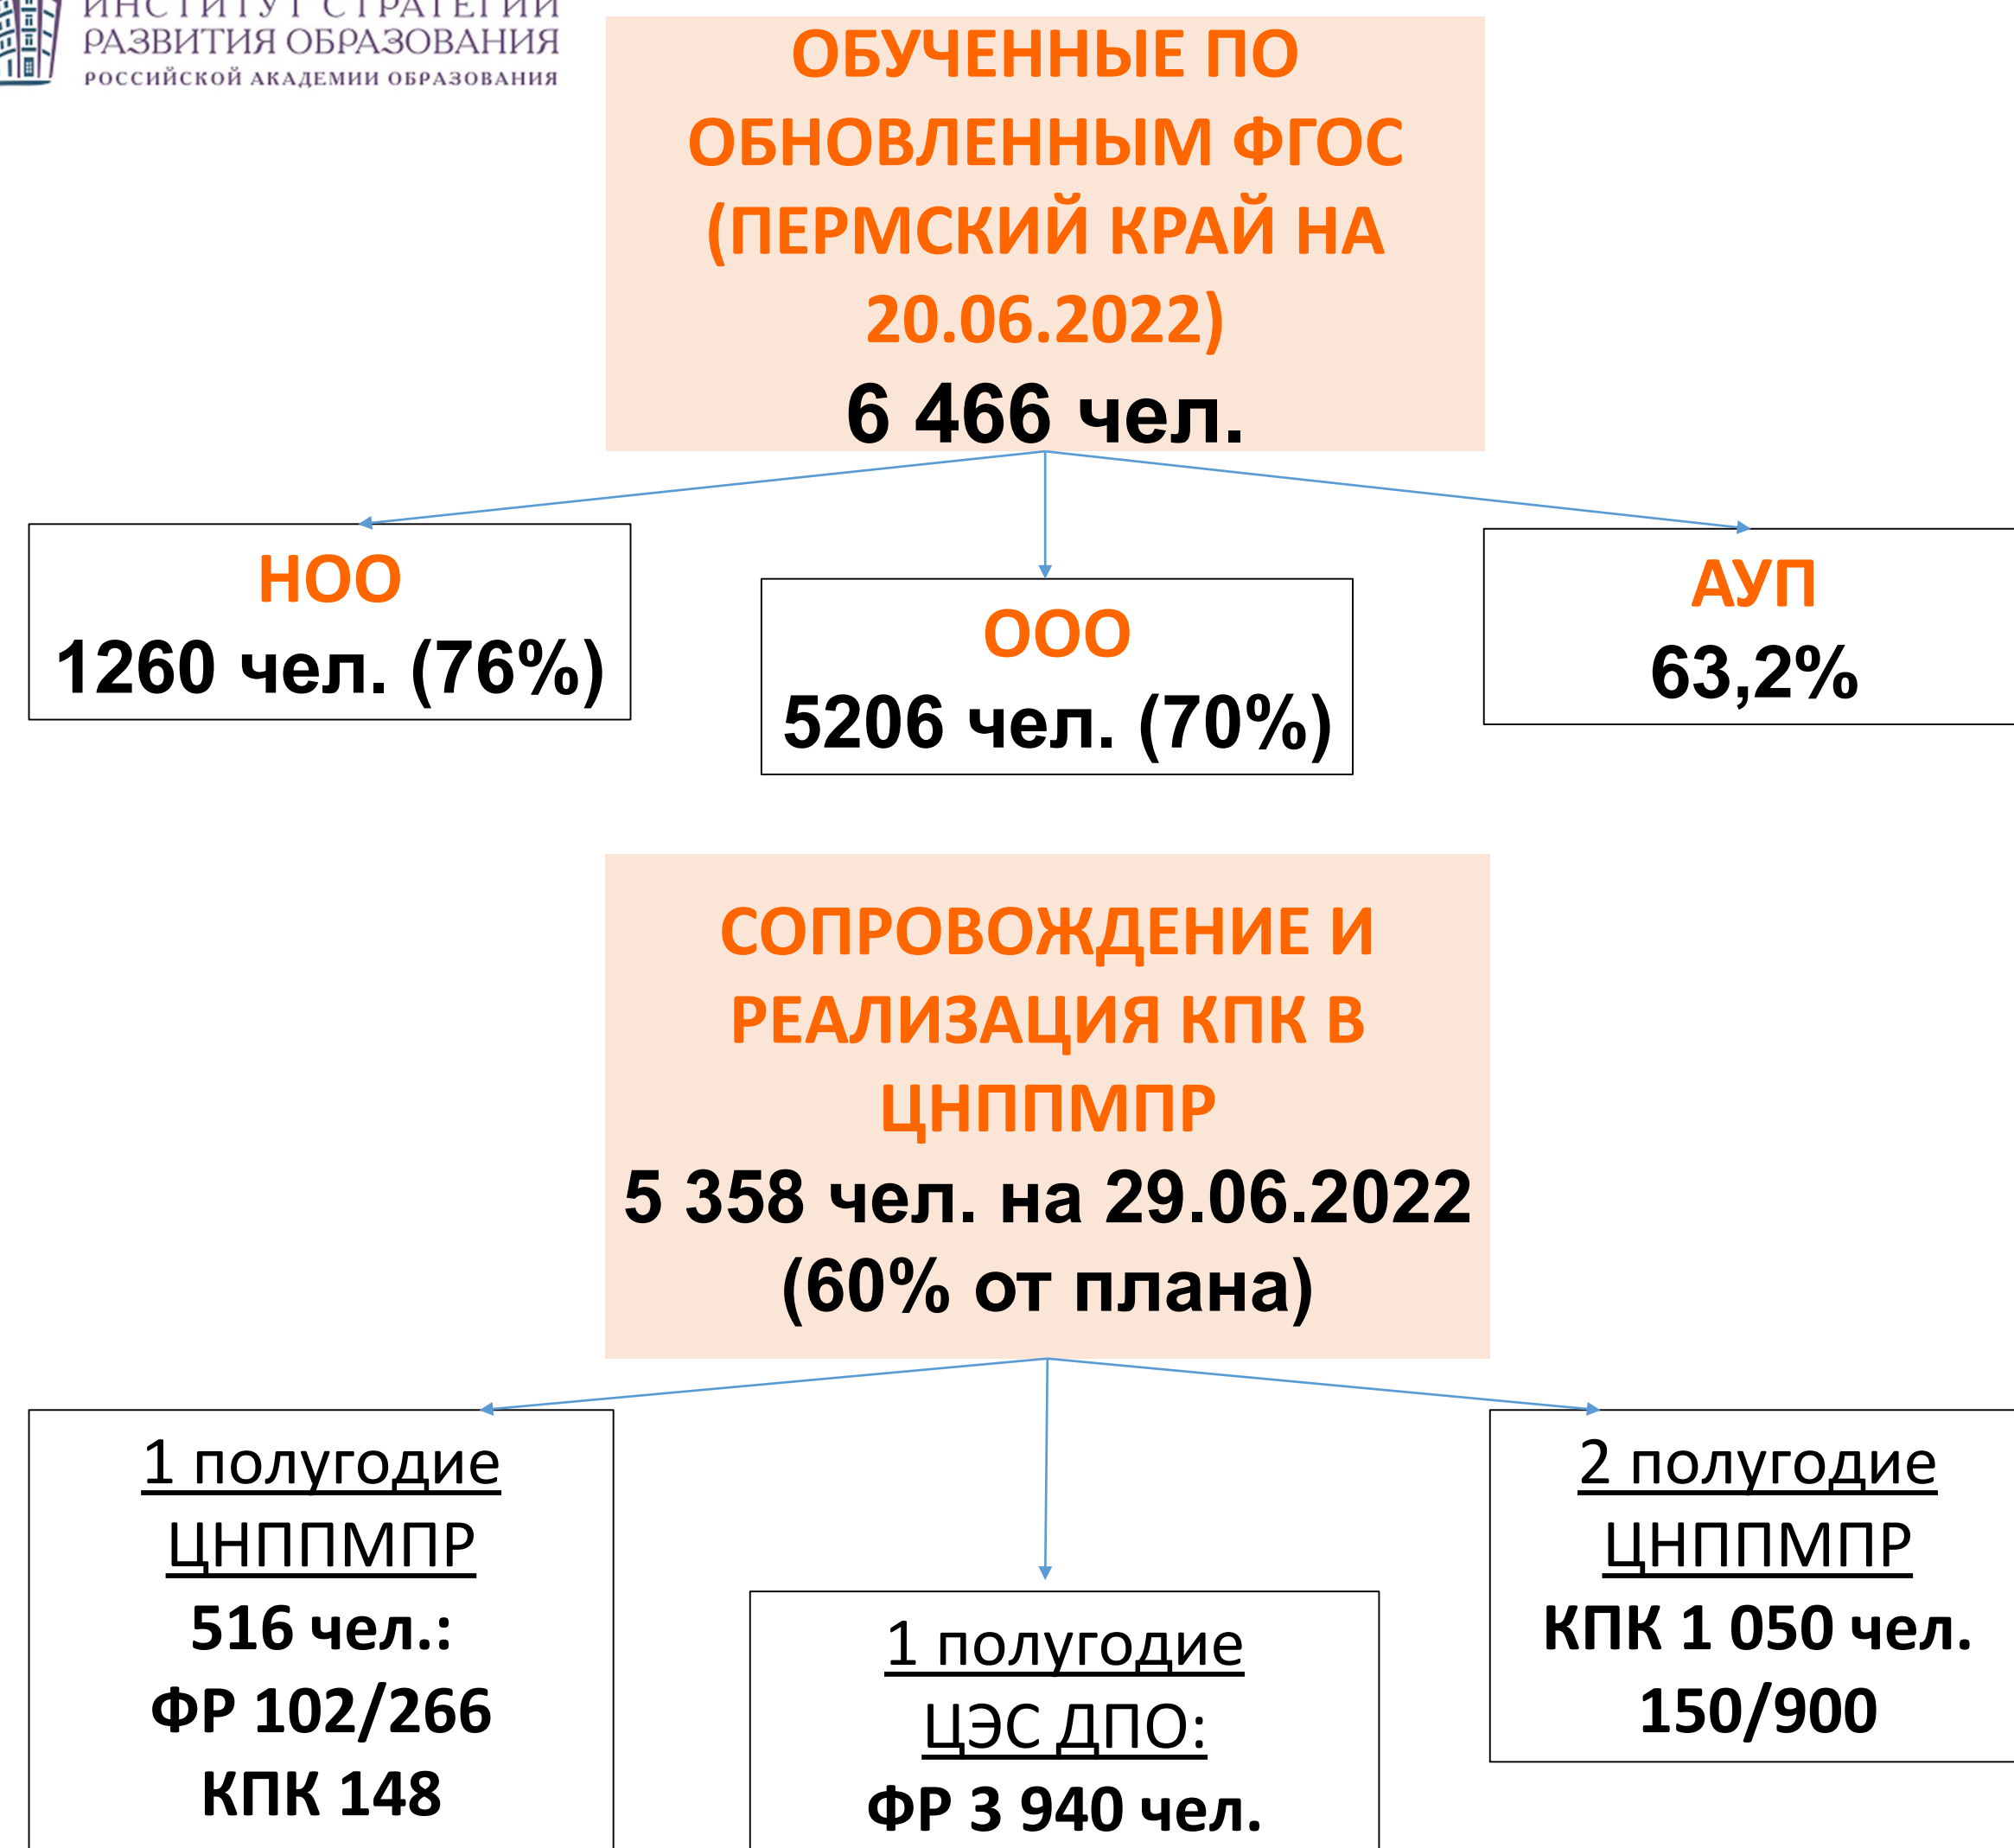 ИНСТИТУТ СТРАТЕГИИ
РАЗВИТИЯ ОБРАЗОВАНИЯ
РОССИЙСКОЙ АКАДЕМИИ ОБРАЗОВАНИЯ
ОБУЧЕННЫЕ ПО
ОБНОВЛЕННЫМ ФГОС
(ПЕРМСКИЙ КРАЙ НА
20.06.2022)
6 466 чел.
НОО
1260 чел. (76%)
ООО
5206 чел. (70%)
АУП
63,2%
СОПРОВОЖДЕНИЕ И
РЕАЛИЗАЦИЯ КПК В
ЦНППМПР
5 358 чел. на 29.06.2022
(60% от плана)
1 полугодие
ЦНППМПР
516 чел.:
ФР 102/266
КПК 148
1 полугодие
ЦЭС ДПО:
ФР 3 940 чел.
2 полугодие
ЦНППМПР
КПК 1 050 чел.
150/900